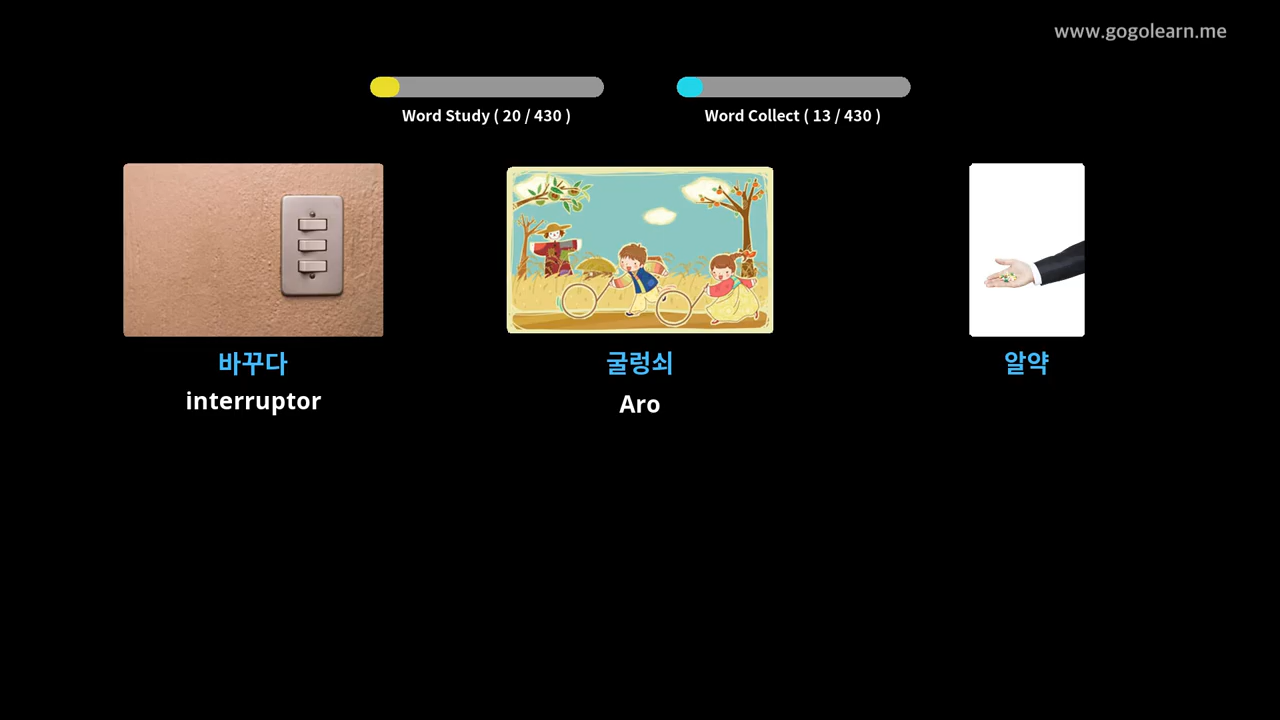 www.gogolearn.me
Word Study ( 20 / 430 )
Word Collect ( 13 / 430 )
바꾸다
interruptor
굴렁쇠
Aro
알약